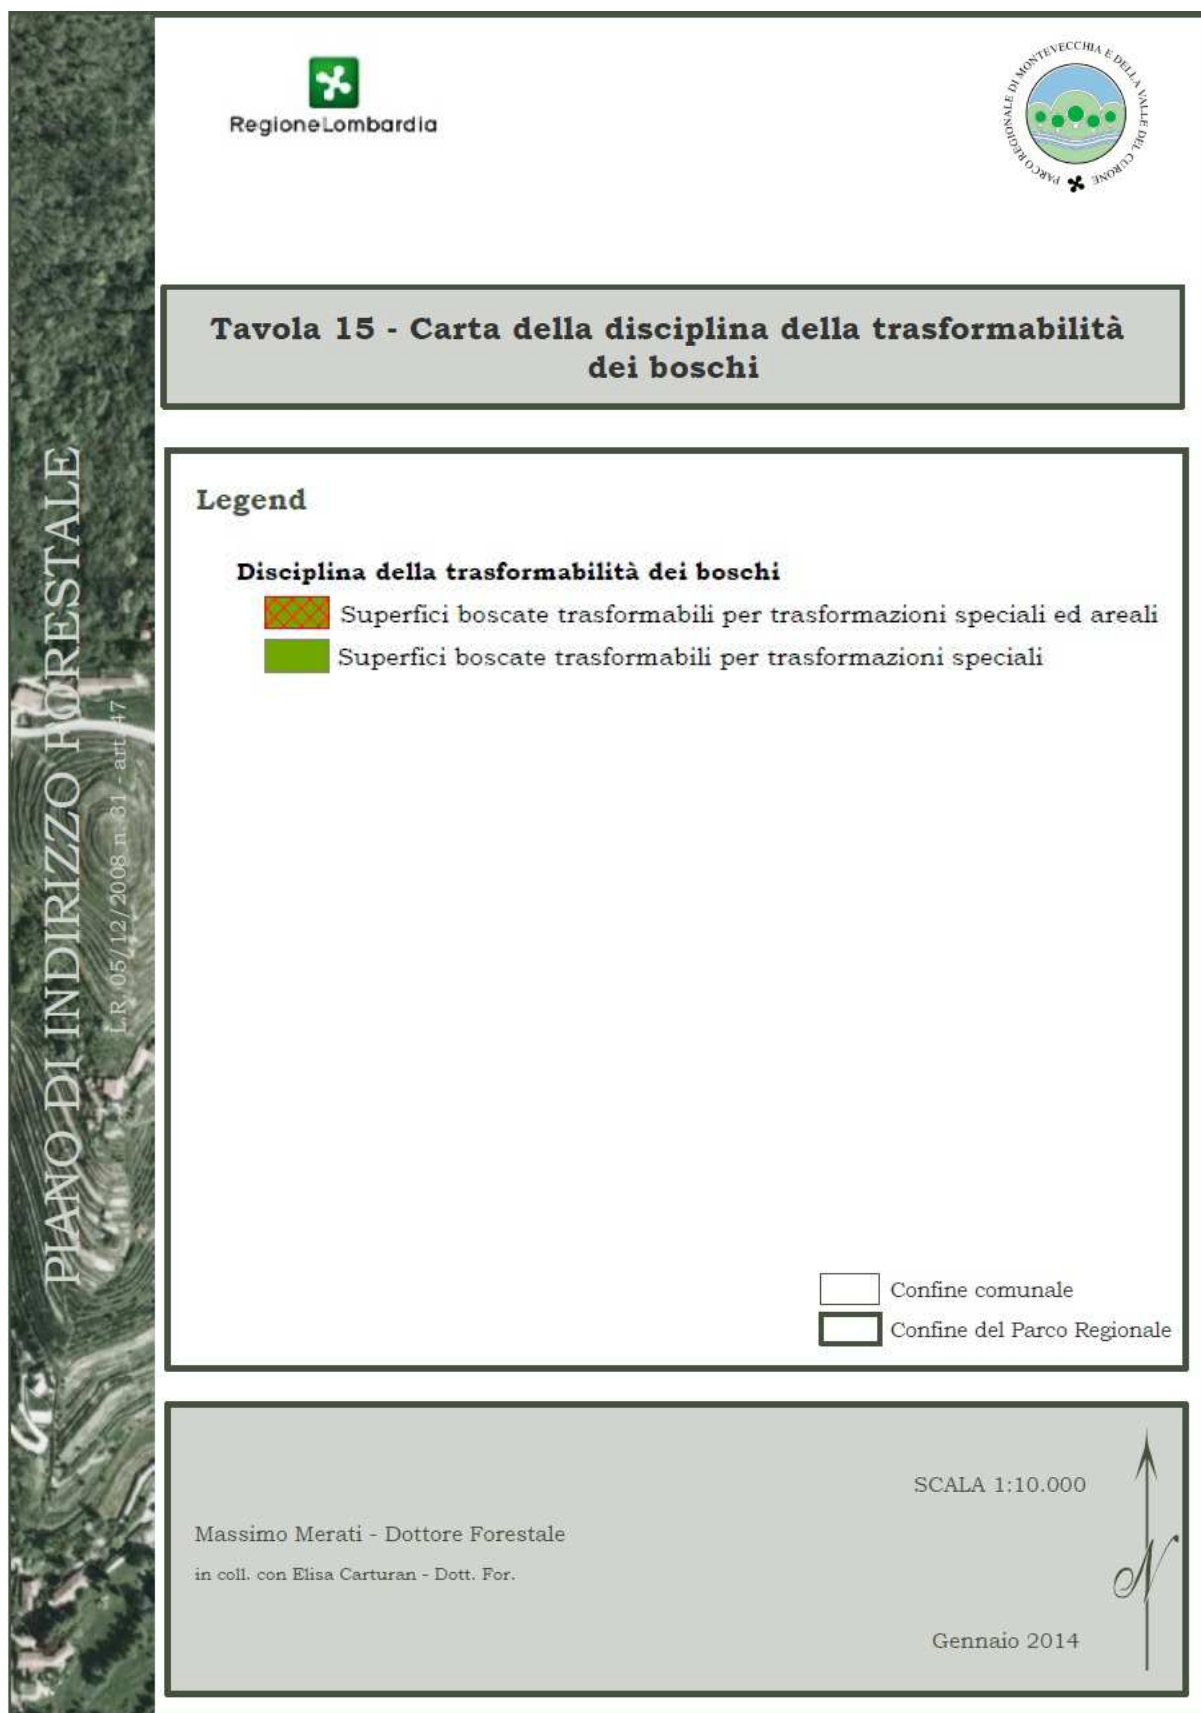 RegioneLombardia
PARCO REGIONALE DI MONTEVECCHIA E DELLA VALLE DEL CURONE
Tavola 15 - Carta della disciplina della trasformabilità
dei boschi
PIANO DI INDIRIZZO FORESTALE
L.R. 05/12/2008 n. 31 - art. 47
Legend
Disciplina della trasformabilità dei boschi
Superfici boscate trasformabili per trasformazioni speciali ed areali
Superfici boscate trasformabili per trasformazioni speciali
Confine comunale
Confine del Parco Regionale
SCALA 1:10.000
Massimo Merati - Dottore Forestale
in coll. con Elisa Carturan - Dott. For.
N
Gennaio 2014